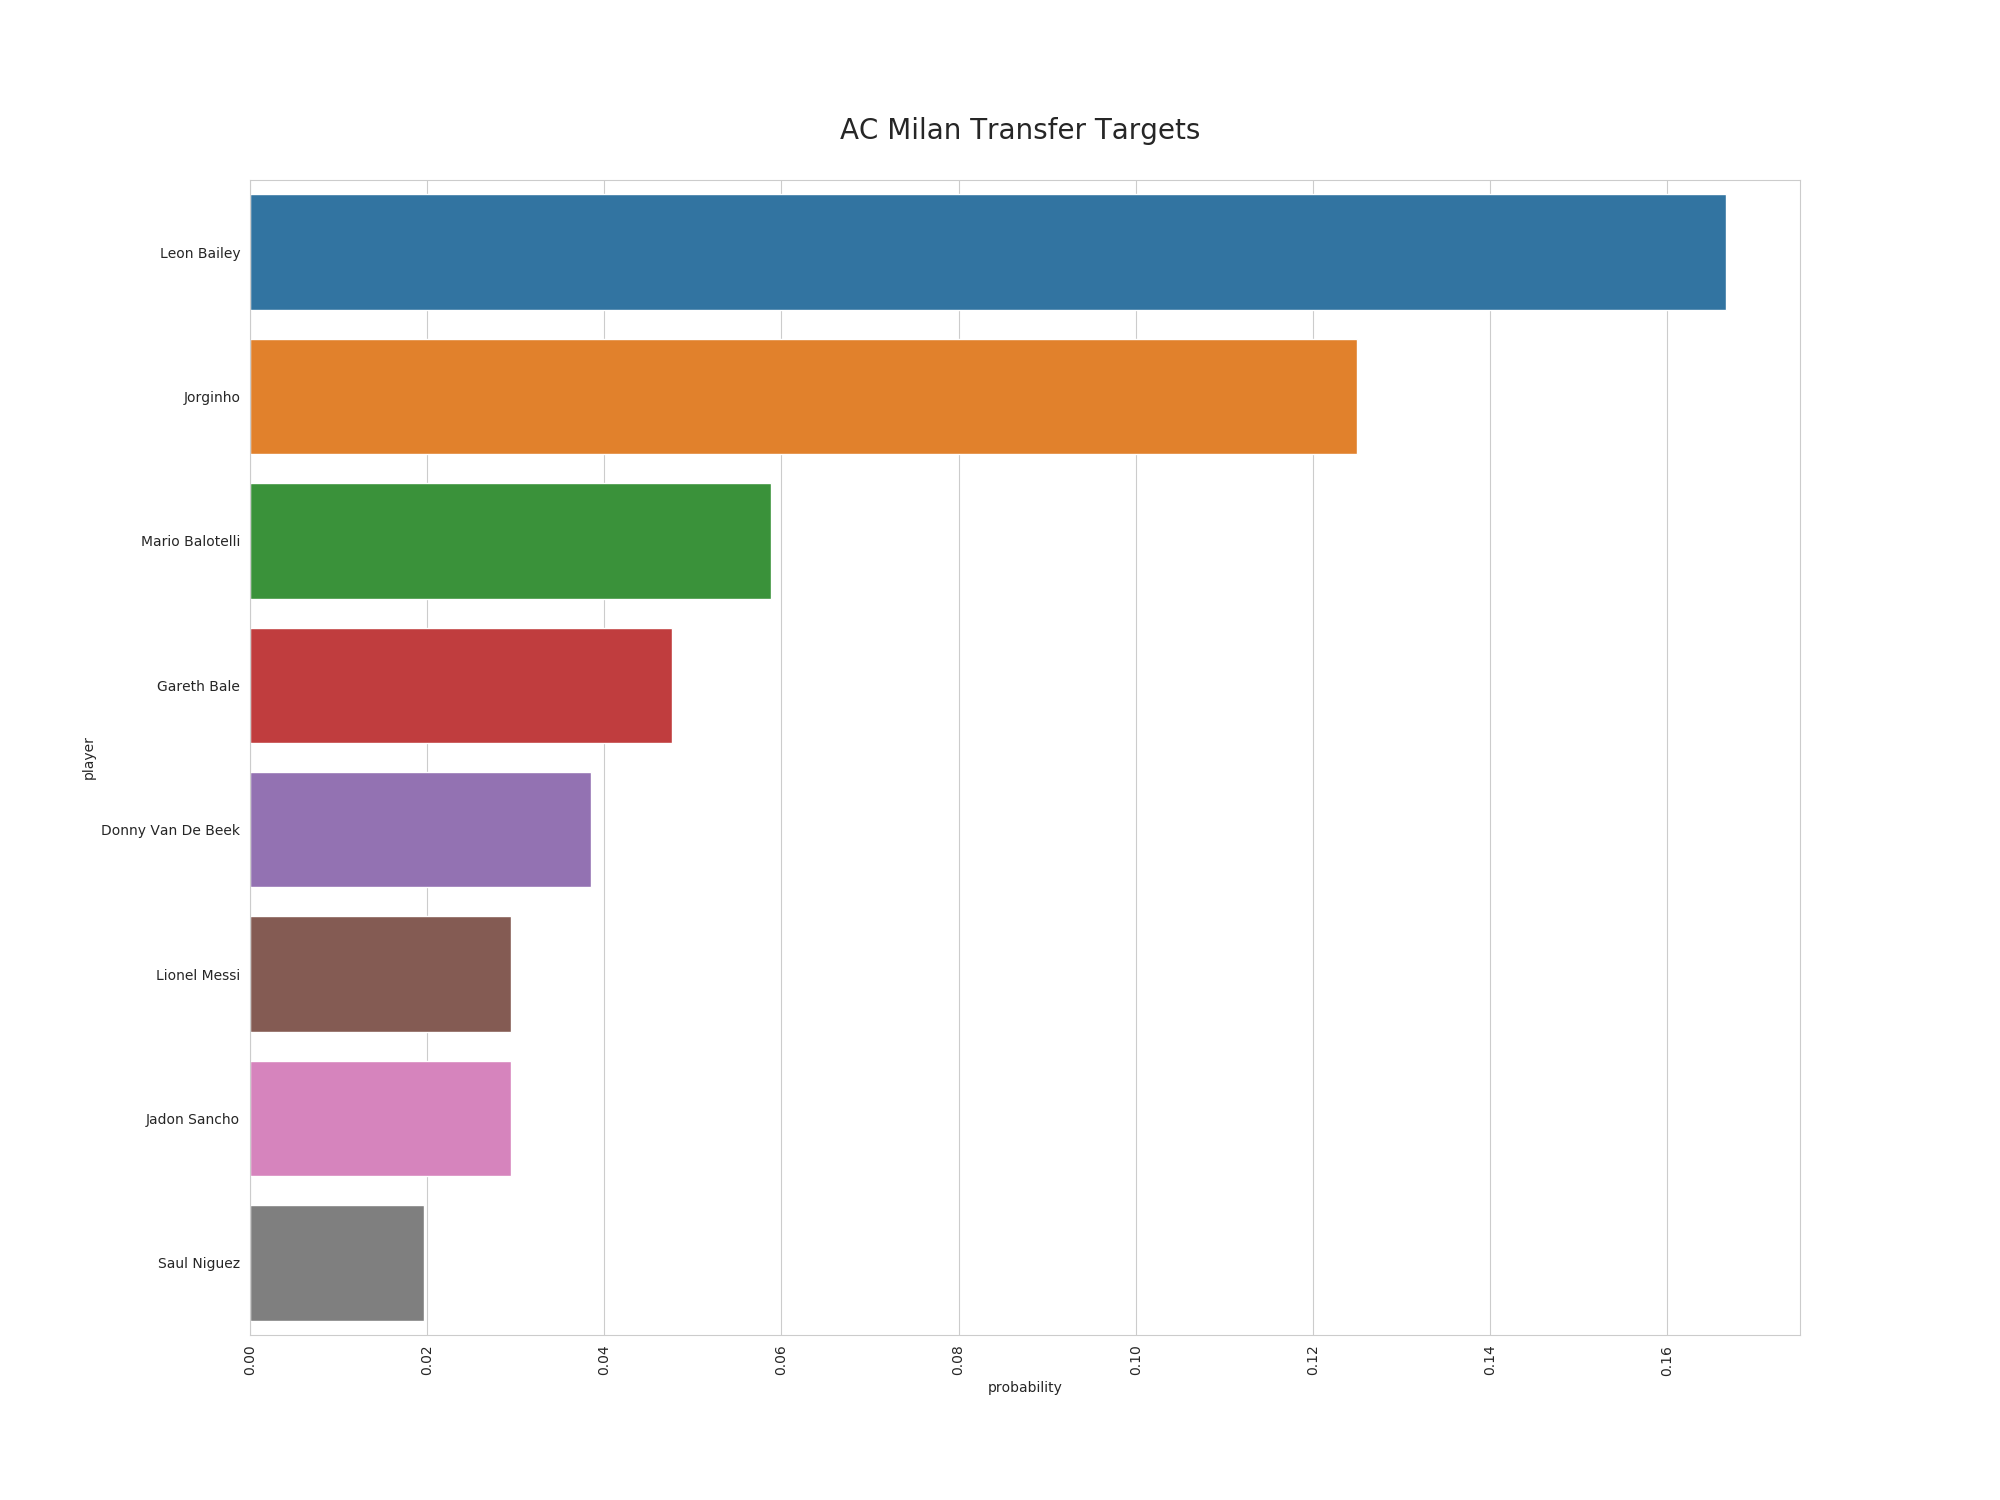 AC Milan Transfer Targets
Leon Bailey
Jorginho
Mario Balotelli
Gareth Bale
player
Donny Van De Beek
Lionel Messi
Jadon Sancho
Saul Niguez
0.00 0.02 0.04 0.06 0.08 0.10 0.12 0.14 0.16
probability